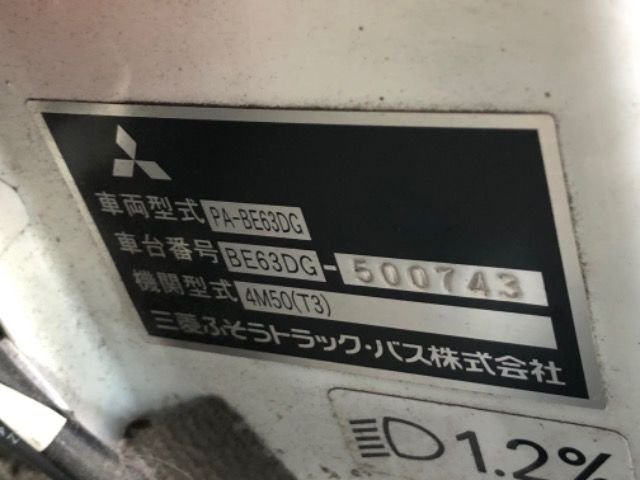 車両型式 PA-BE63DG
車台番号 BE63DG-500743
機関型式 4M50(T3)
三菱ふそうトラック・バス株式会社
1.2%